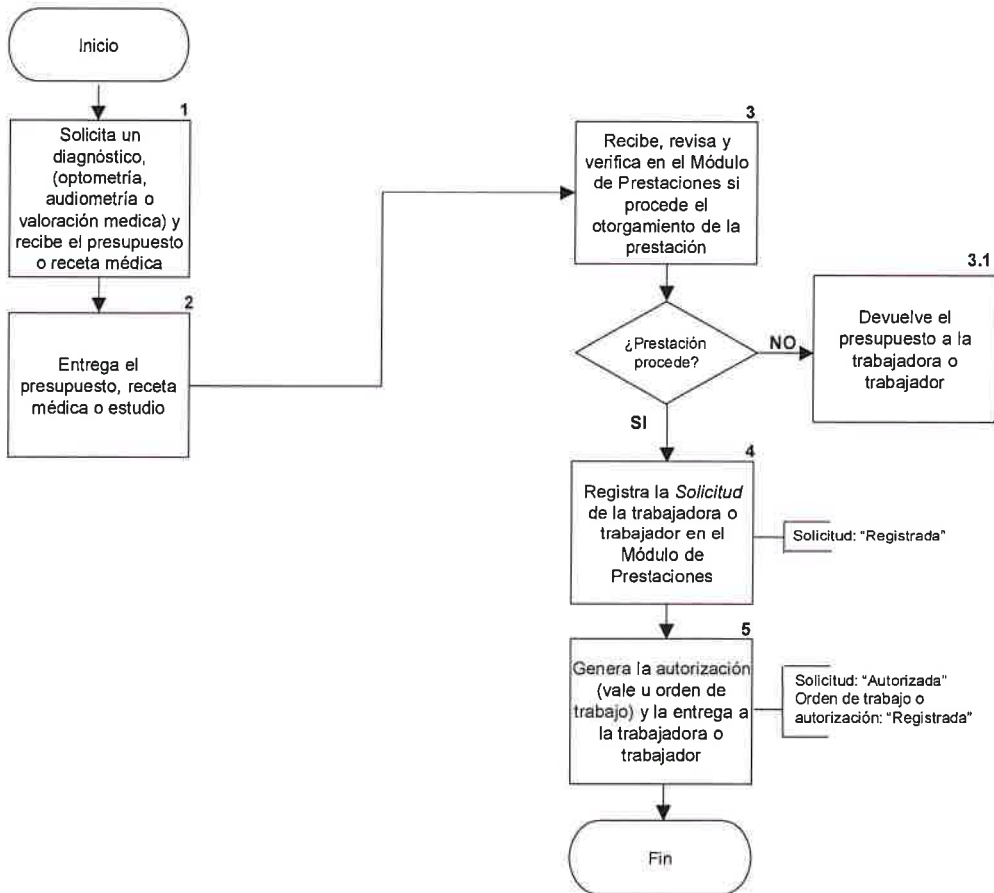 Inicio
1
Solicita un
diagnóstico,
(optometría,
audiometría o
valoración medica) y
recibe el presupuesto
o receta médica
2
Entrega el
presupuesto, receta
médica o estudio
3
Recibe, revisa y
verifica en el Módulo
de Prestaciones si
procede el
otorgamiento de la
prestación
¿Prestación
procede?
NO
3.1
Devuelve el
presupuesto a la
trabajadora o
trabajador
SI
4
Registra la Solicitud
de la trabajadora o
trabajador en el
Módulo de
Prestaciones
Solicitud: “Registrada”
5
Genera la autorización
(vale u orden de
trabajo) y la entrega a
la trabajadora o
trabajador
Solicitud: “Autorizada”
Orden de trabajo o
autorización: “Registrada”
Fin